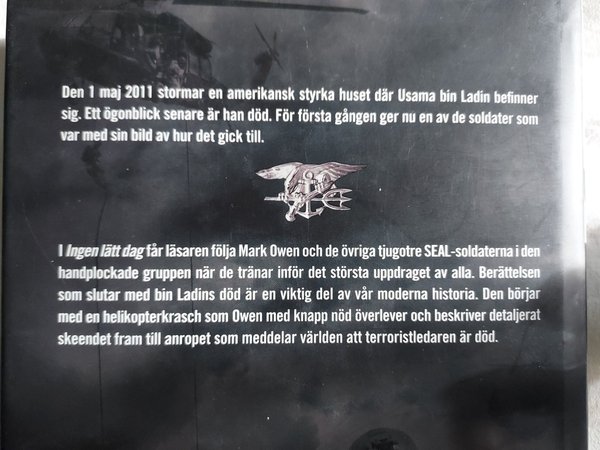 Den 1 maj 2011 stormar en amerikansk styrka huset där Usama bin Ladin befinner
sig. Ett ögonblick senare är han död. För första gången ger nu en av de soldater som
var med sin bild av hur det gick till.
I Ingen lätt dag får läsaren följa Mark Owen och de övriga tjugotre SEAL-soldaterna i den
handplockade gruppen när de tränar inför det största uppdraget av alla. Berättelsen
som slutar med bin Ladins död är en viktig del av vår moderna historia. Den börjar
med en helikopterkrasch som Owen med knapp nöd överlever och beskriver detaljerat
skeendet fram till anropet som meddelar världen att terroristledaren är död.